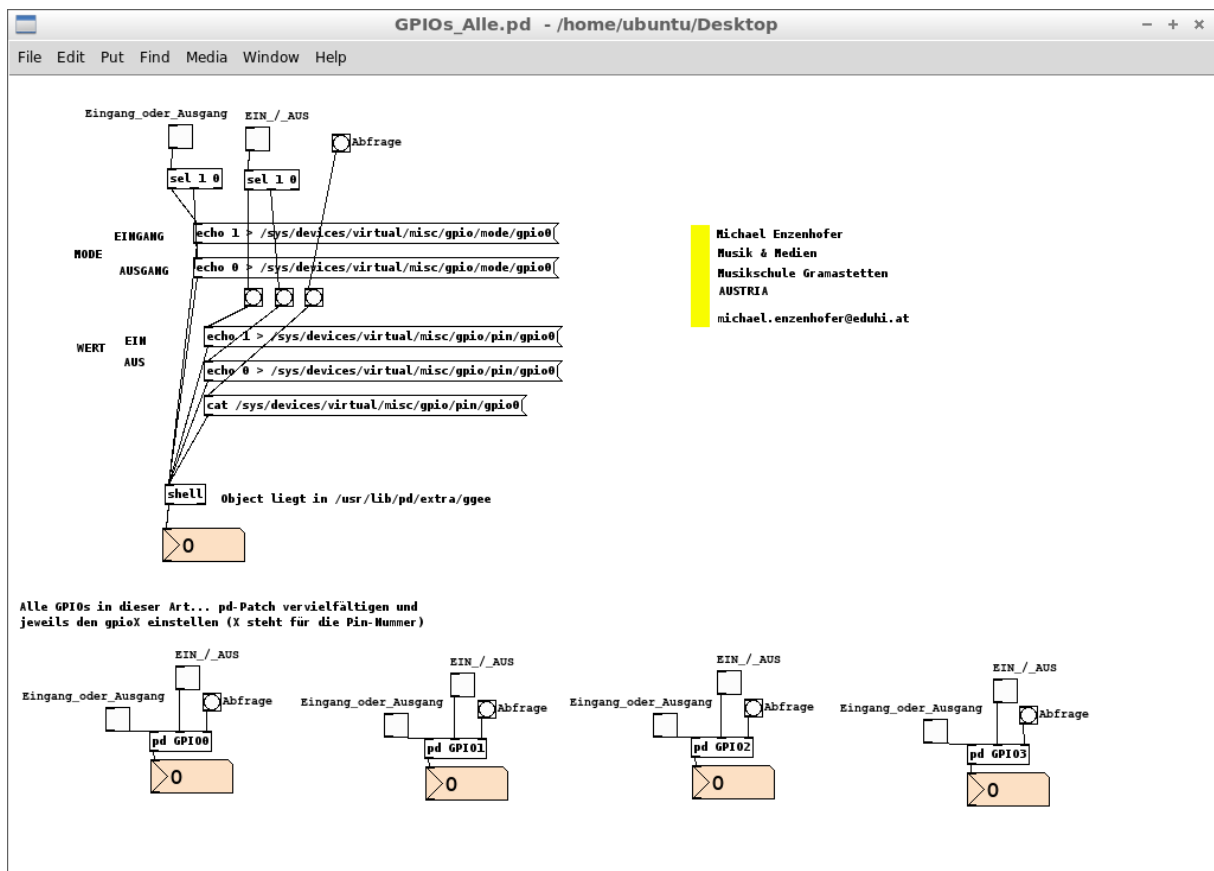 GPIOs_Alle.pd - /home/ubuntu/Desktop
File Edit Put Find Media Window Help
Eingang_oder_Ausgang
EIN_/_AUS
Abfrage
sel 1 0
sel 1 0
MODE
EINGANG
echo 1 > /sys/devices/virtual/misc/gpio/mode/gpio0
AUSGANG
echo 0 > /sys/devices/virtual/misc/gpio/mode/gpio0
WERT
EIN
echo 1 > /sys/devices/virtual/misc/gpio/pin/gpio0
AUS
echo 0 > /sys/devices/virtual/misc/gpio/pin/gpio0
cat /sys/devices/virtual/misc/gpio/pin/gpio0
shell
Object liegt in /usr/lib/pd/extra/ggee
0
Michael Enzenhofer
Musik & Medien
Musikschule Gramastetten
AUSTRIA
michael.enzenhofer@eduhi.at
Alle GPIOs in dieser Art... pd-Patch vervielfältigen und
jeweils den gpioX einstellen (X steht für die Pin-Nummer)
EIN_/_AUS
Eingang_oder_Ausgang
Abfrage
pd GPIO0
0
EIN_/_AUS
Eingang_oder_Ausgang
Abfrage
pd GPIO1
0
EIN_/_AUS
Eingang_oder_Ausgang
Abfrage
pd GPIO2
0
EIN_/_AUS
Eingang_oder_Ausgang
Abfrage
pd GPIO3
0